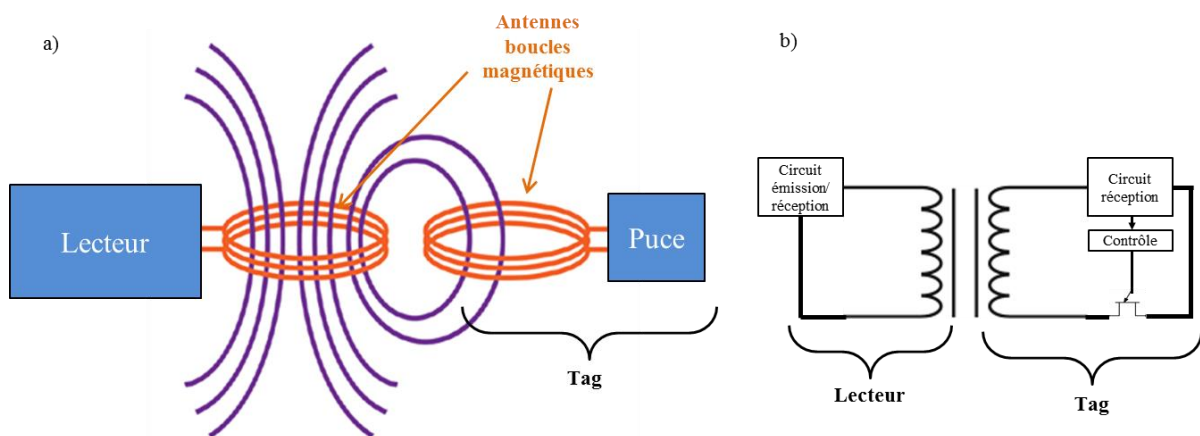 a)
Antennes
boucles
magnétiques
Lecteur
Puce
Tag
b)
Circuit
émission/
réception
Circuit
réception
Contrôle
Lecteur
Tag